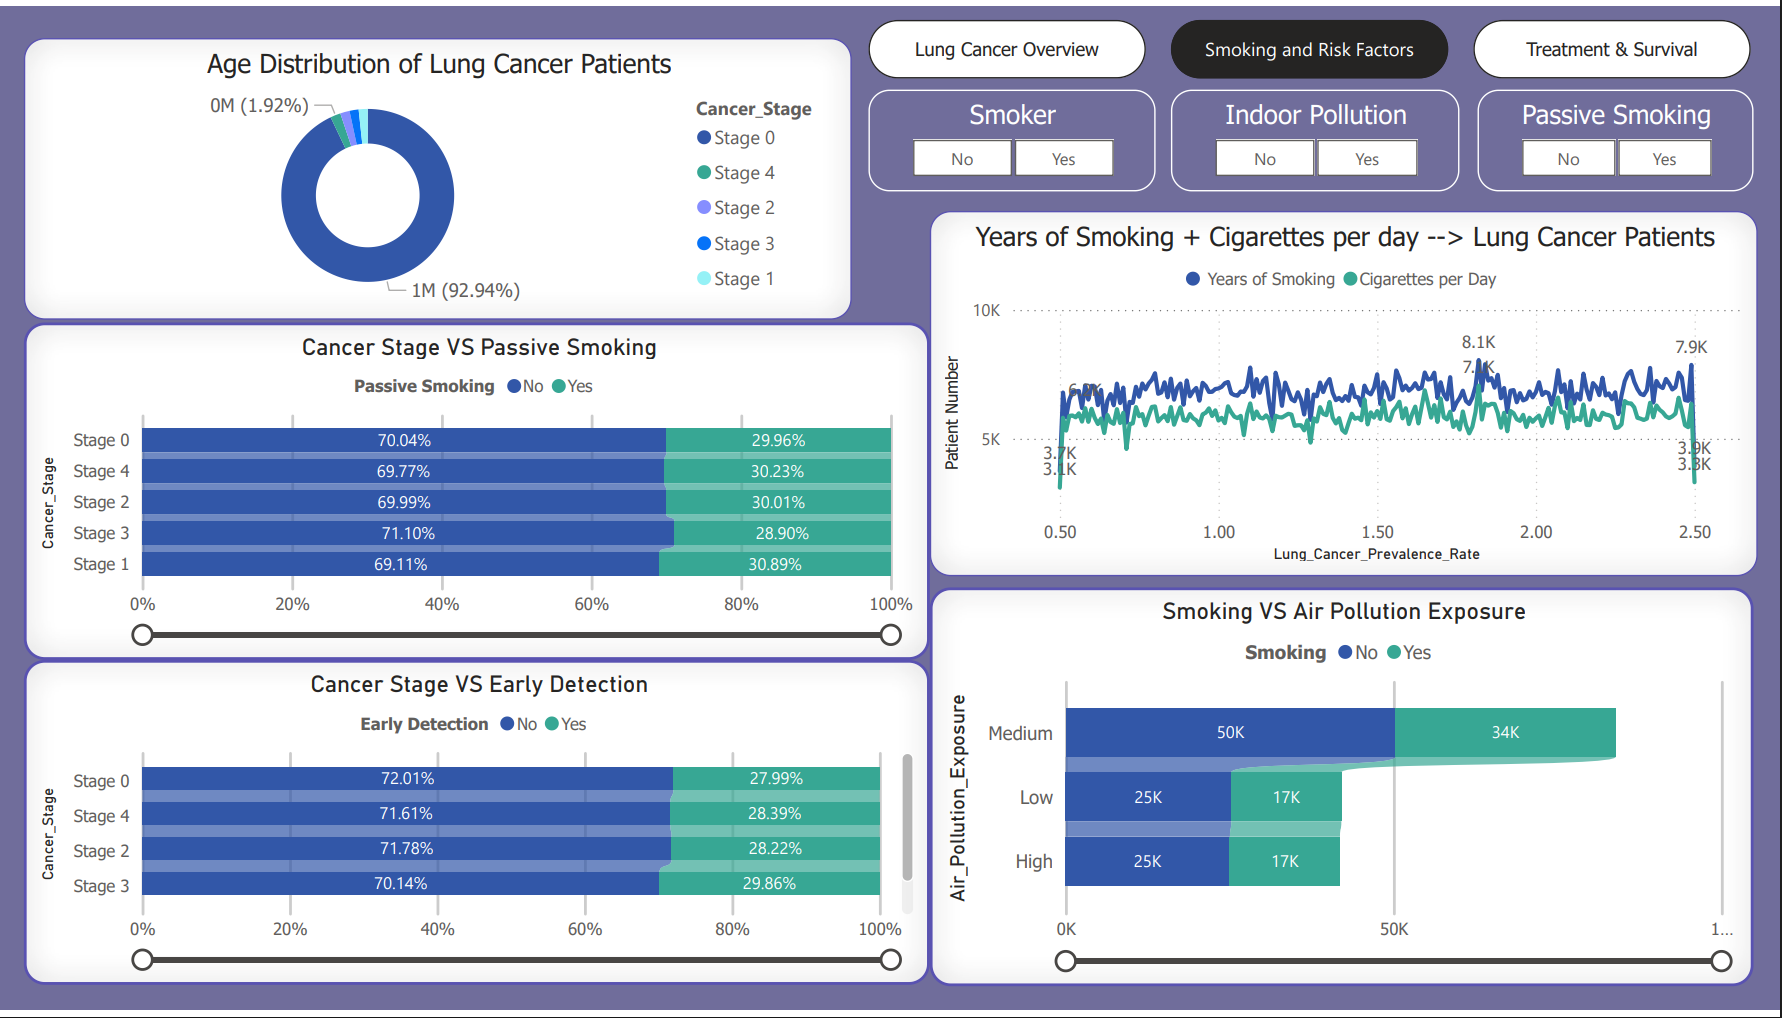 Lung Cancer Overview
Smoking and Risk Factors
Treatment & Survival
Smoker
No Yes
Indoor Pollution
No Yes
Passive Smoking
No Yes
Age Distribution of Lung Cancer Patients
0M (1.92%)
1M (92.94%)
Cancer_Stage
Stage 0
Stage 4
Stage 2
Stage 3
Stage 1
Cancer Stage VS Passive Smoking
Passive Smoking No Yes
Cancer_Stage
Stage 0 70.04% 29.96%
Stage 4 69.77% 30.23%
Stage 2 69.99% 30.01%
Stage 3 71.10% 28.90%
Stage 1 69.11% 30.89%
0% 20% 40% 60% 80% 100%
Cancer Stage VS Early Detection
Early Detection No Yes
Cancer_Stage
Stage 0 72.01% 27.99%
Stage 4 71.61% 28.39%
Stage 2 71.78% 28.22%
Stage 3 70.14% 29.86%
0% 20% 40% 60% 80% 100%
Years of Smoking + Cigarettes per day --> Lung Cancer Patients
Years of Smoking Cigarettes per Day
Patient Number
10K
5K
8.1K
7.9K
3.7K
3.1K
3.9K
3.3K
0.50 1.00 1.50 2.00 2.50
Lung_Cancer_Prevalence_Rate
Smoking VS Air Pollution Exposure
Smoking No Yes
Air_Pollution_Exposure
Medium 50K 34K
Low 25K 17K
High 25K 17K
0K 50K 1...